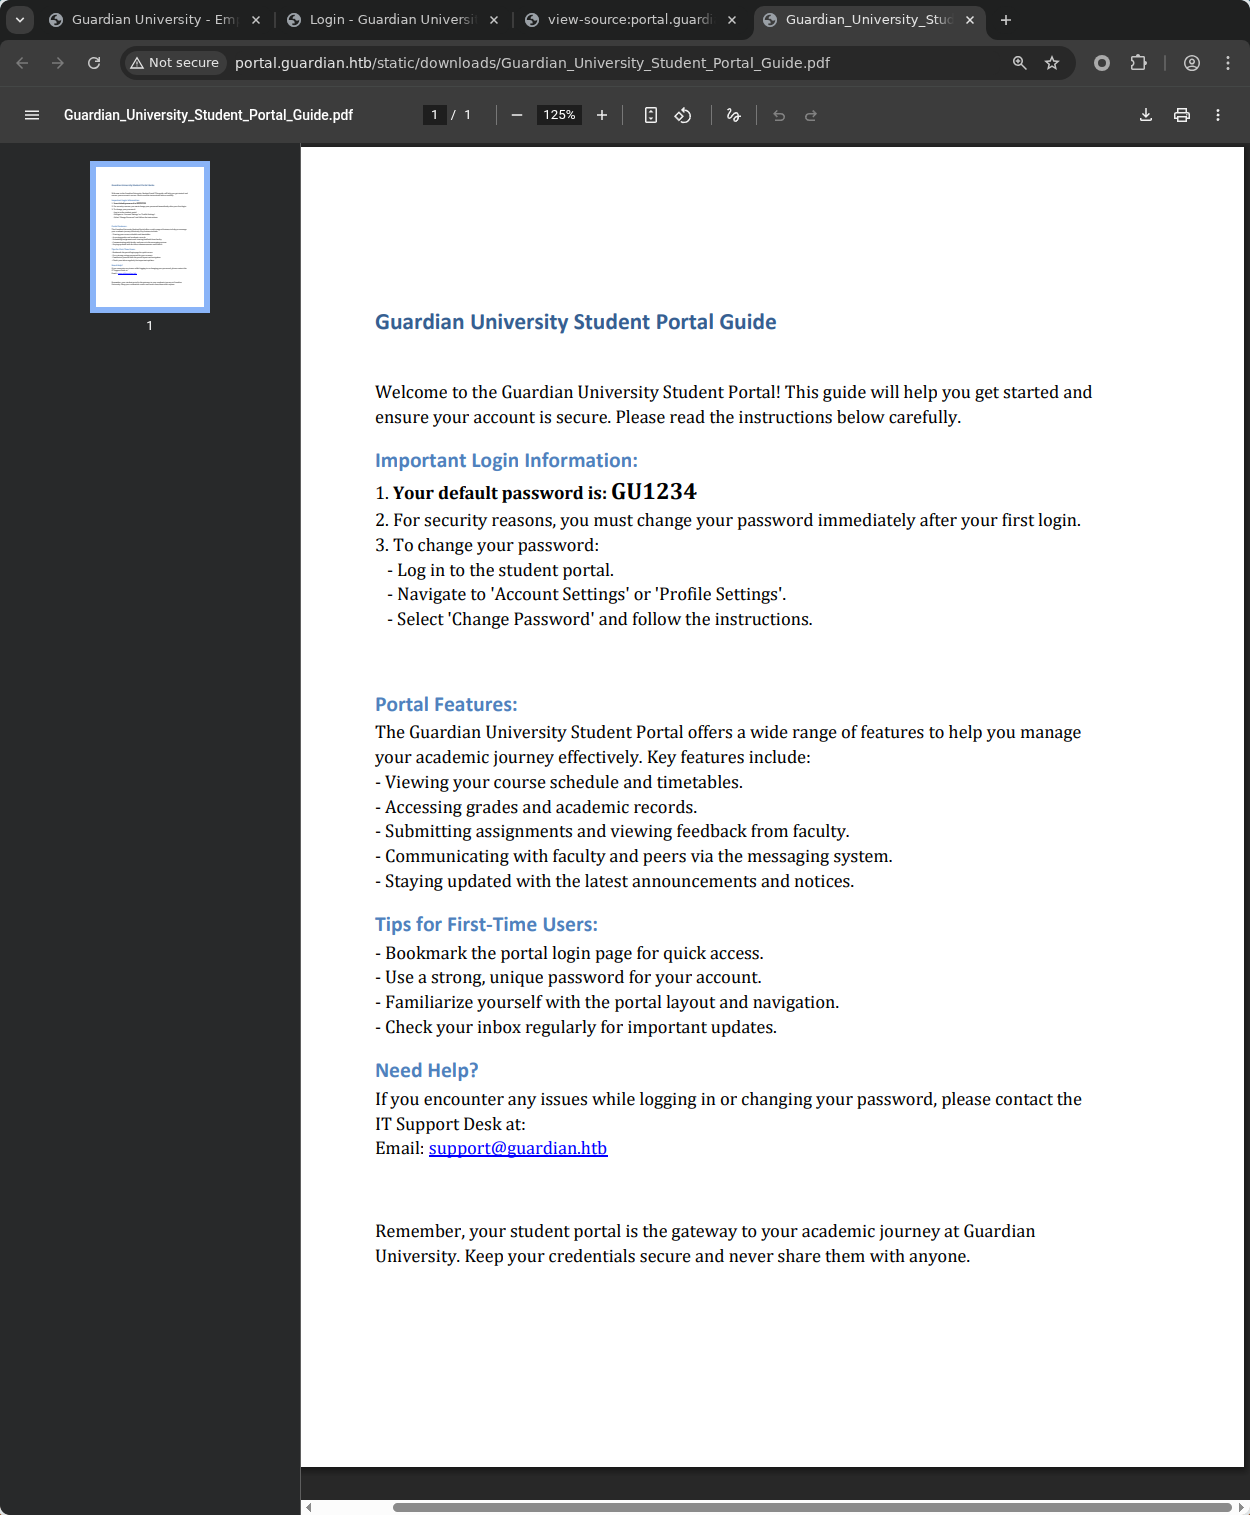 Guardian University - Em
Login - Guardian Universi
view-source:portal.guardi
Guardian_University_Stud
Not secure
portal.guardian.htb/static/downloads/Guardian_University_Student_Portal_Guide.pdf
Guardian_University_Student_Portal_Guide.pdf
1 / 1
125%
1
Guardian University Student Portal Guide
Welcome to the Guardian University Student Portal! This guide will help you get started and
ensure your account is secure. Please read the instructions below carefully.
Important Login Information:
1. Your default password is: GU1234
2. For security reasons, you must change your password immediately after your first login.
3. To change your password:
- Log in to the student portal.
- Navigate to 'Account Settings' or 'Profile Settings'.
- Select 'Change Password' and follow the instructions.
Portal Features:
The Guardian University Student Portal offers a wide range of features to help you manage
your academic journey effectively. Key features include:
- Viewing your course schedule and timetables.
- Accessing grades and academic records.
- Submitting assignments and viewing feedback from faculty.
- Communicating with faculty and peers via the messaging system.
- Staying updated with the latest announcements and notices.
Tips for First-Time Users:
- Bookmark the portal login page for quick access.
- Use a strong, unique password for your account.
- Familiarize yourself with the portal layout and navigation.
- Check your inbox regularly for important updates.
Need Help?
If you encounter any issues while logging in or changing your password, please contact the
IT Support Desk at:
Email: support@guardian.htb
Remember, your student portal is the gateway to your academic journey at Guardian
University. Keep your credentials secure and never share them with anyone.